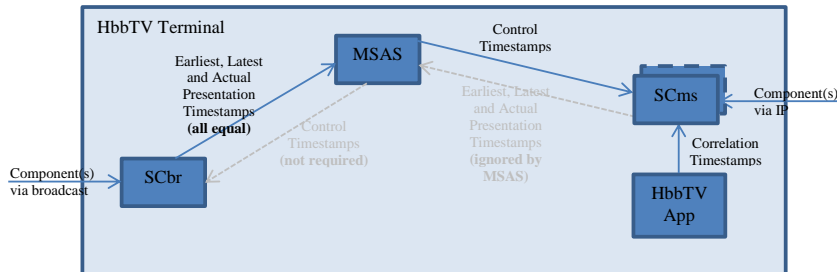 HbbTV Terminal
MSAS
Control
Timestamps
Earliest, Latest
and Actual
Presentation
Timestamps
(all equal)
Earliest, Latest
and Actual
Presentation
Timestamps
(ignored by
MSAS)
SCms
Component(s)
via IP
Control
Timestamps
(not required)
Correlation
Timestamps
Component(s)
via broadcast
SCbr
HbbTV
App